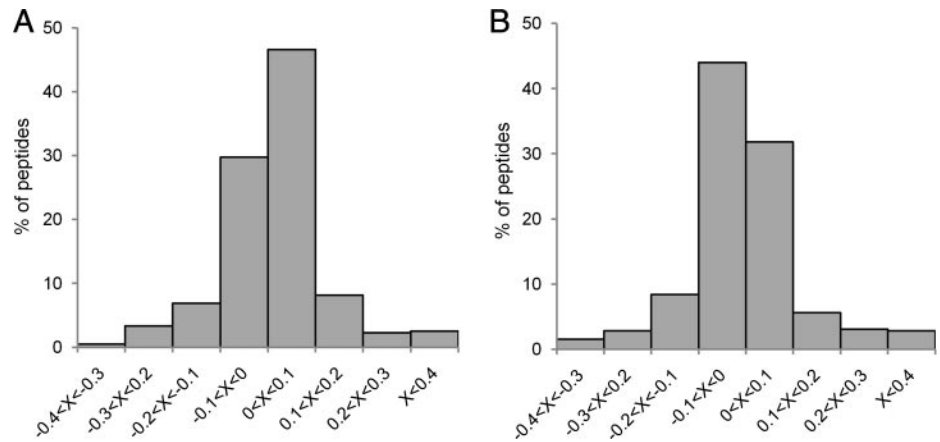 A
50
40
30
20
10
0
% of peptides
-0.4<X<-0.3
-0.3<X<0.2
-0.2<X<-0.1
-0.1<X<0
0<X<0.1
0.1<X<0.2
0.2<X<0.3
X<0.4
B
50
40
30
20
10
0
% of peptides
-0.4<X<-0.3
-0.3<X<0.2
-0.2<X<-0.1
-0.1<X<0
0<X<0.1
0.1<X<0.2
0.2<X<0.3
X<0.4